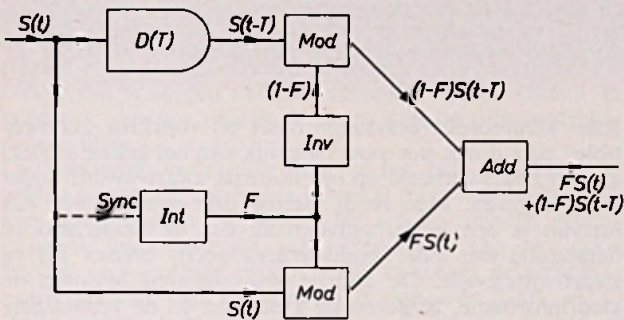 S(t)
D(T)
S(t-T)
Mod
(1-F)
(1-F)S(t-T)
Inv
Add
FS(t)
+(1-F)S(t-T)
Sync
Int
F
FS(t)
S(t)
Mod